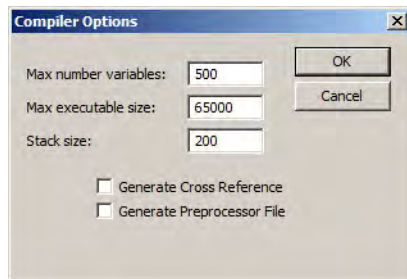 Compiler Options
Max number variables: 500
OK
Max executable size: 65000
Cancel
Stack size: 200
Generate Cross Reference
Generate Preprocessor File